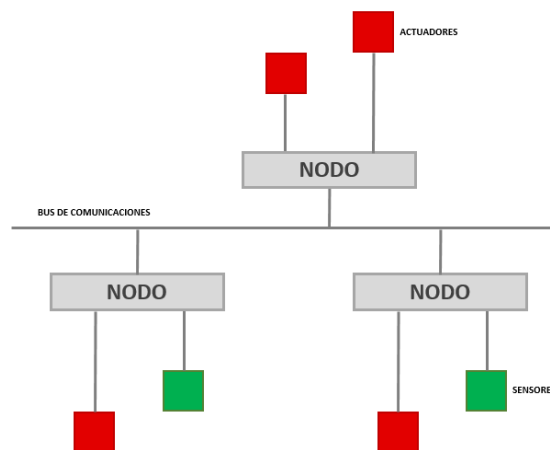 ACTUADORES
NODO
BUS DE COMUNICACIONES
NODO
NODO
SENSORE